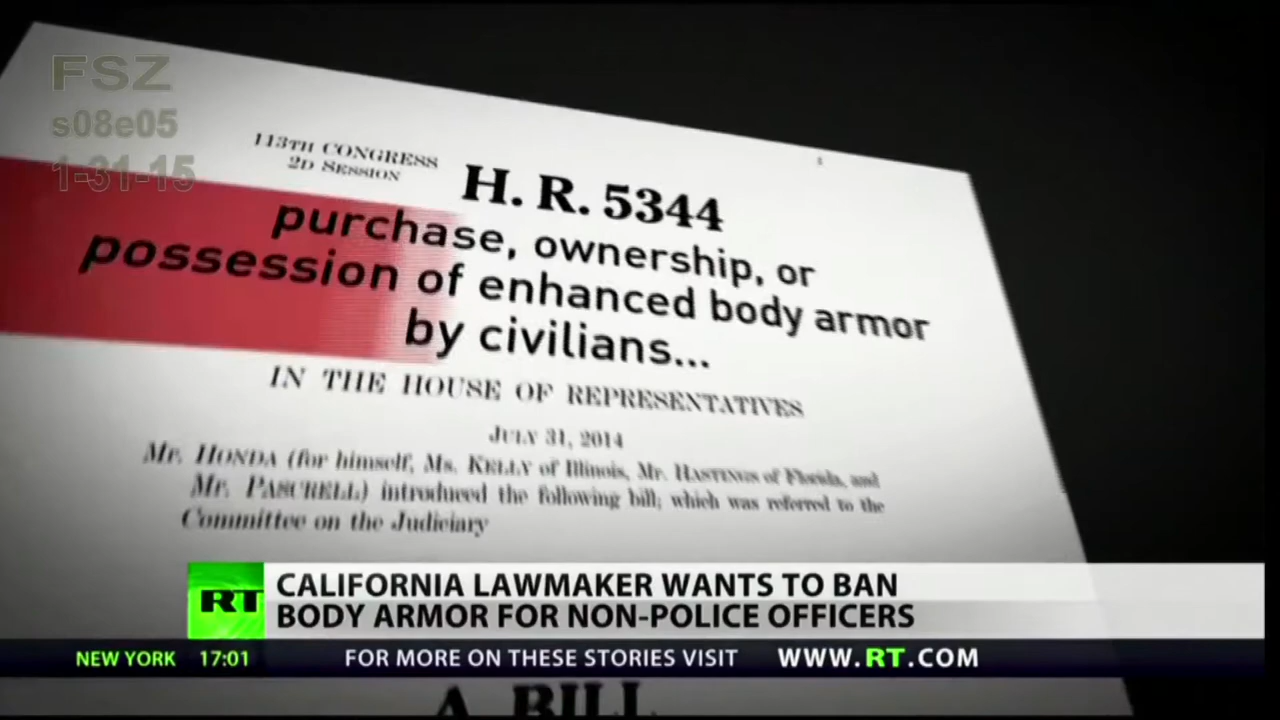 FSZ
s08e05
1-31-15
113TH CONGRESS
2D SESSION
H. R. 5344
purchase, ownership, or
possession of enhanced body armor
by civilians...
IN THE HOUSE OF REPRESENTATIVES
JULY 31, 2014
Mr. HONDA (for himself, Ms. KELLY of Illinois, Mr. HASTINGS of Florida, and
Mr. PASCRELL) introduced the following bill; which was referred to the
Committee on the Judiciary
RT
CALIFORNIA LAWMAKER WANTS TO BAN
BODY ARMOR FOR NON-POLICE OFFICERS
NEW YORK 17:01 FOR MORE ON THESE STORIES VISIT WWW.RT.COM
A BILL